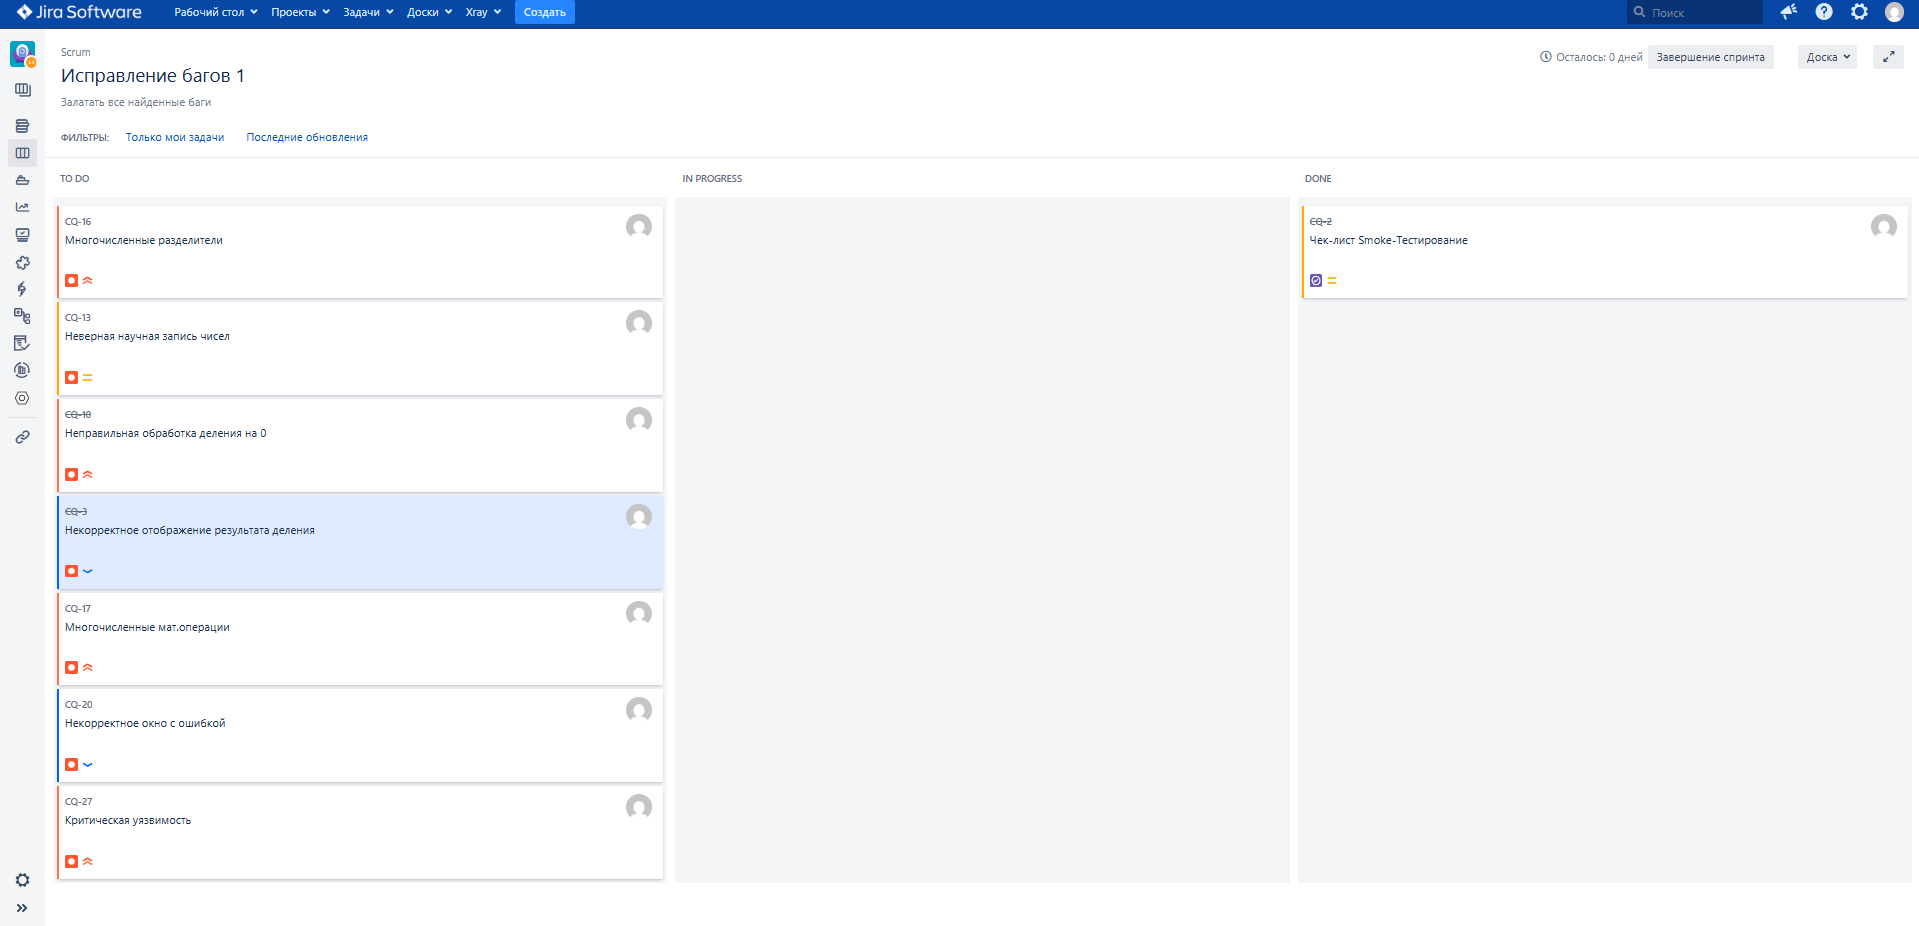 Jira Software Рабочий стол Проекты Задачи Доски Xray Создать Поиск
Scrum
Исправление багов 1
Залатать все найденные баги
Осталось: 0 дней Завершение спринта Доска
ФИЛЬТРЫ: Только мои задачи Последние обновления
TO DO
CQ-16
Многочисленные разделители
CQ-13
Неверная научная запись чисел
CQ-10
Неправильная обработка деления на 0
CQ-3
Некорректное отображение результата деления
CQ-17
Многочисленные мат.операции
CQ-20
Некорректное окно с ошибкой
CQ-27
Критическая уязвимость
IN PROGRESS
DONE
CQ-2
Чек-лист Smoke-Тестирование